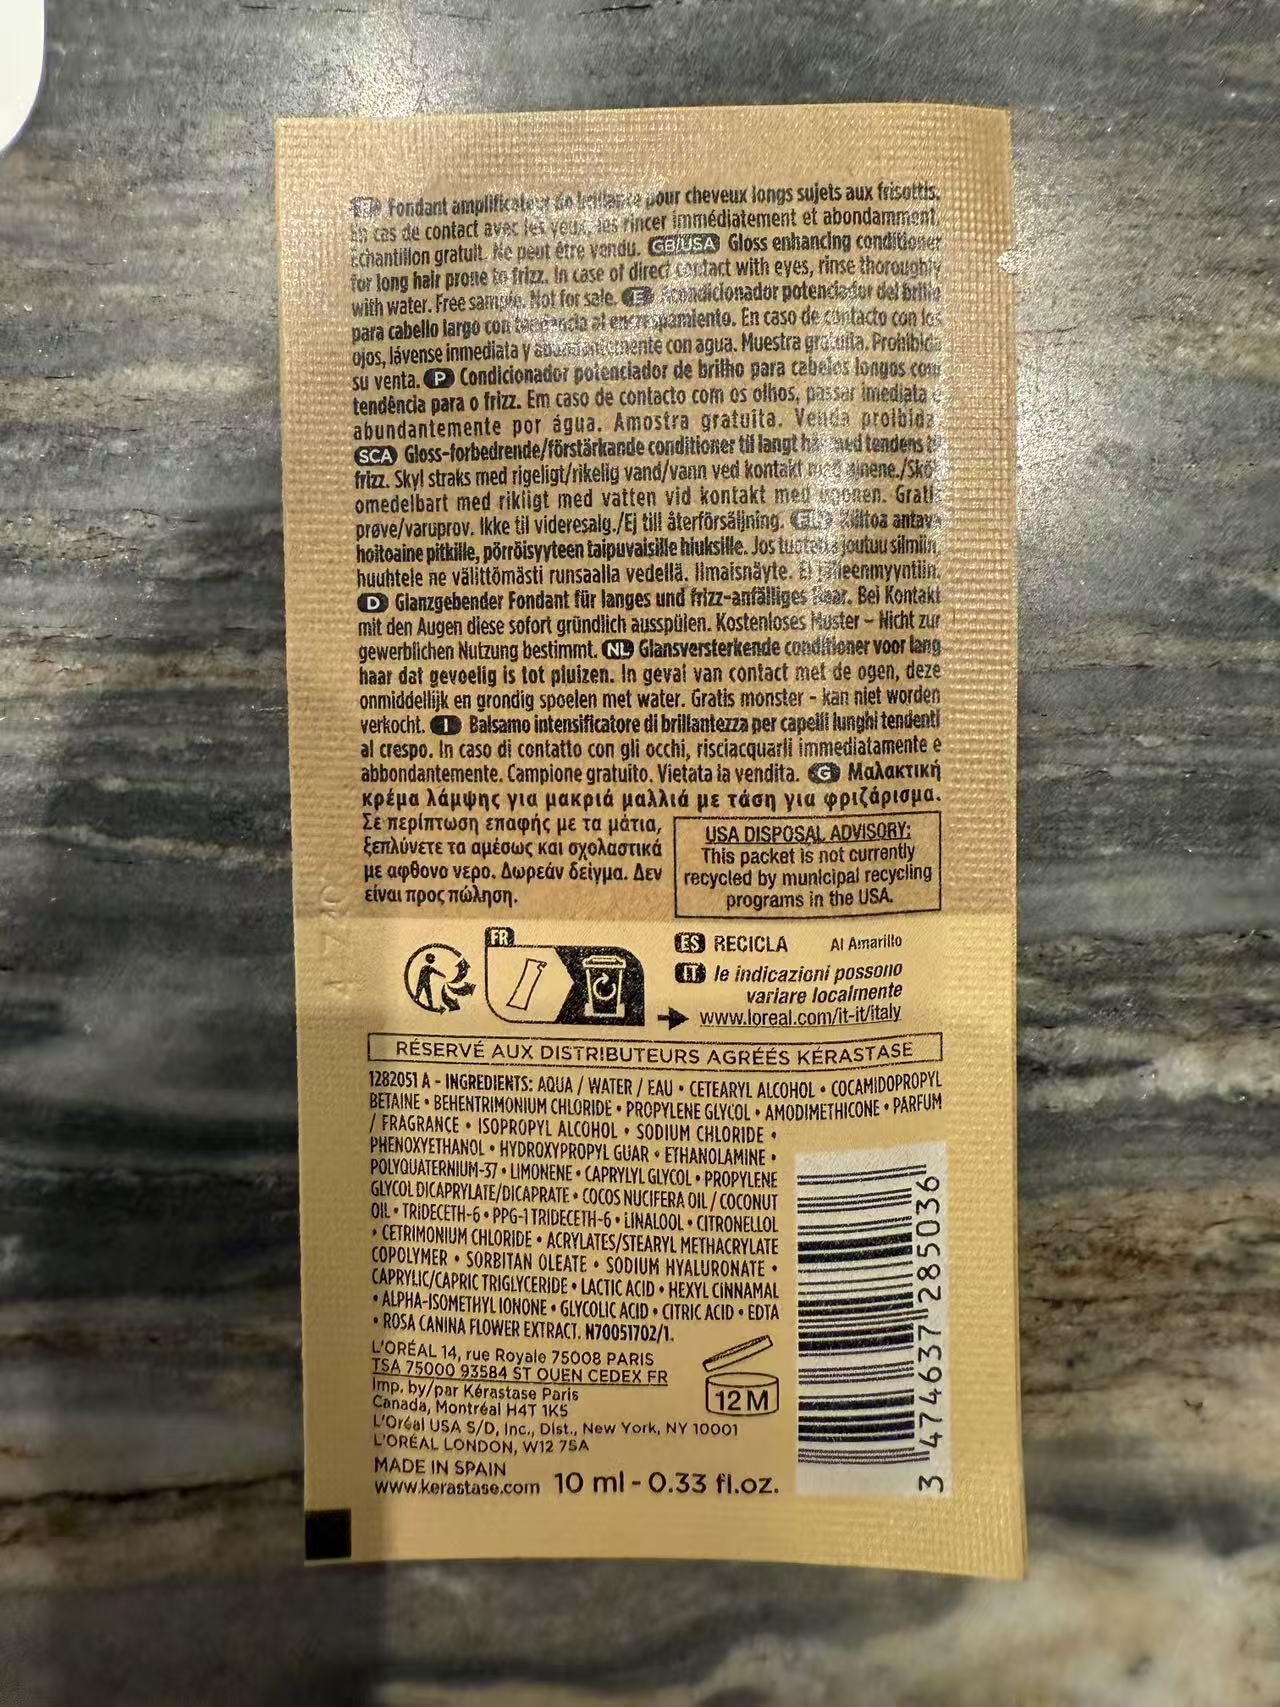 F Fondant amplificateur de brillance pour cheveux longs sujets aux frisottis.
En cas de contact avec les yeux, les rincer immédiatement et abondamment.
Échantillon gratuit. Ne peut être vendu. GB/USA Gloss enhancing conditioner
for long hair prone to frizz. In case of direct contact with eyes, rinse thoroughly
with water. Free sample. Not for sale. E Acondicionador potenciador del brillo
para cabello largo con tendencia al encrespamiento. En caso de contacto con los
ojos, lávense inmediata y abundantemente con agua. Muestra gratuita. Prohibida
su venta. P Condicionador potenciador de brilho para cabelos longos com
tendência para o frizz. Em caso de contacto com os olhos, passar imediata e
abundantemente por água. Amostra gratuita. Venda proibida
SCA Gloss-forbedrende/förstärkande conditioner til langt hår med tendens til
frizz. Skyl straks med rigeligt/rikelig vand/vann ved kontakt med øjnene./Skölj
omedelbart med rikligt med vatten vid kontakt med ögonen. Gratis
prøve/varuprov. Ikke til videresalg./Ej till återförsäljning. Kiiltoa antava
hoitoaine pitkille, pörröisyyteen taipuvaisille hiuksille. Jos tuotetta joutuu silmiin,
huuhtele ne välittömästi runsaalla vedellä. Ilmaisnäyte. Ei jälleenmyyntiin.
D Glanzgebender Fondant für langes und frizz-anfälliges Haar. Bei Kontakt
mit den Augen diese sofort gründlich ausspülen. Kostenloses Muster – Nicht zur
gewerblichen Nutzung bestimmt. NL Glansversterkende conditioner voor lang
haar dat gevoelig is tot pluizen. In geval van contact met de ogen, deze
onmiddellijk en grondig spoelen met water. Gratis monster - kan niet worden
verkocht. I Balsamo intensificatore di brillantezza per capelli lunghi tendenti
al crespo. In caso di contatto con gli occhi, risciacquarli immediatamente e
abbondantemente. Campione gratuito. Vietata la vendita. G Μαλακτική
κρέμα λάμψης για μακριά μαλλιά με τάση για φριζάρισμα.
Σε περίπτωση επαφής με τα μάτια,
ξεπλύνετε τα αμέσως και σχολαστικά
με αφθονο νερο. Δωρεάν δείγμα. Δεν
είναι προς πώληση.
USA DISPOSAL ADVISORY:
This packet is not currently
recycled by municipal recycling
programs in the USA.
FR
ES RECICLA Al Amarillo
IT le indicazioni possono
variare localmente
www.loreal.com/it-it/italy
RÉSERVÉ AUX DISTRIBUTEURS AGRÉÉS KÉRASTASE
1282051 A - INGREDIENTS: AQUA / WATER / EAU • CETEARYL ALCOHOL • COCAMIDOPROPYL
BETAINE • BEHENTRIMONIUM CHLORIDE • PROPYLENE GLYCOL • AMODIMETHICONE • PARFUM
/ FRAGRANCE • ISOPROPYL ALCOHOL • SODIUM CHLORIDE •
PHENOXYETHANOL • HYDROXYPROPYL GUAR • ETHANOLAMINE •
POLYQUATERNIUM-37 • LIMONENE • CAPRYLYL GLYCOL • PROPYLENE
GLYCOL DICAPRYLATE/DICAPRATE • COCOS NUCIFERA OIL / COCONUT
OIL • TRIDECETH-6 • PPG-1 TRIDECETH-6 • LINALOOL • CITRONELLOL
• CETRIMONIUM CHLORIDE • ACRYLATES/STEARYL METHACRYLATE
COPOLYMER • SORBITAN OLEATE • SODIUM HYALURONATE •
CAPRYLIC/CAPRIC TRIGLYCERIDE • LACTIC ACID • HEXYL CINNAMAL
• ALPHA-ISOMETHYL IONONE • GLYCOLIC ACID • CITRIC ACID • EDTA
• ROSA CANINA FLOWER EXTRACT. N70051702/1.
L'ORÉAL 14, rue Royale 75008 PARIS
TSA 75000 93584 ST OUEN CEDEX FR
Imp. by/par Kérastase Paris
Canada, Montréal H4T 1K5
L'Oréal USA S/D, Inc., Dist., New York, NY 10001
L'ORÉAL LONDON, W12 7SA
MADE IN SPAIN
www.kerastase.com 10 ml - 0.33 fl.oz.
12 M
3 474637 285036